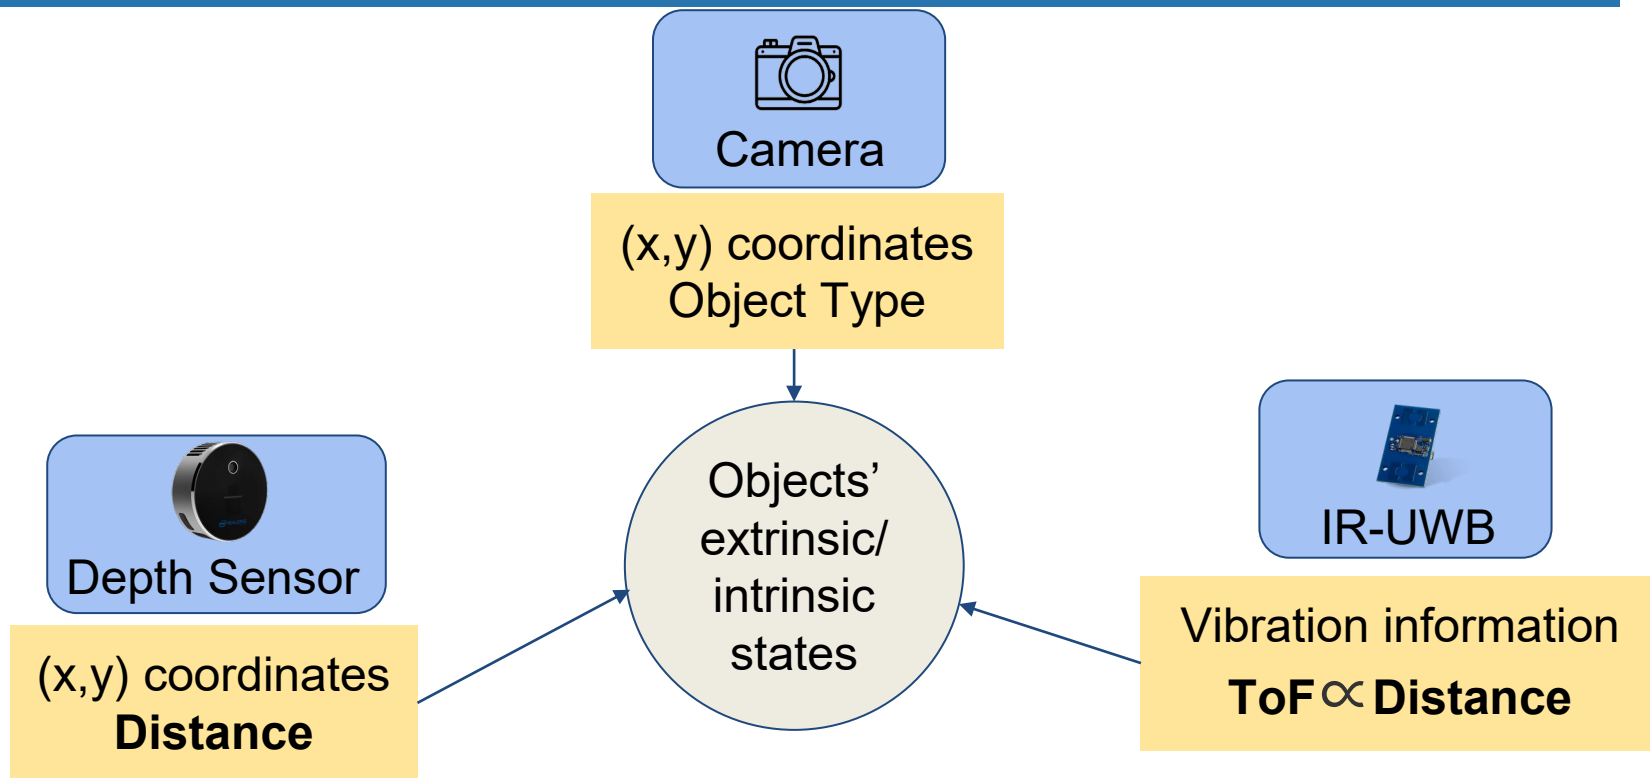 Camera
(x,y) coordinates
Object Type
Objects’
extrinsic/
intrinsic
states
Depth Sensor
(x,y) coordinates
Distance
IR-UWB
Vibration information
ToF∝Distance